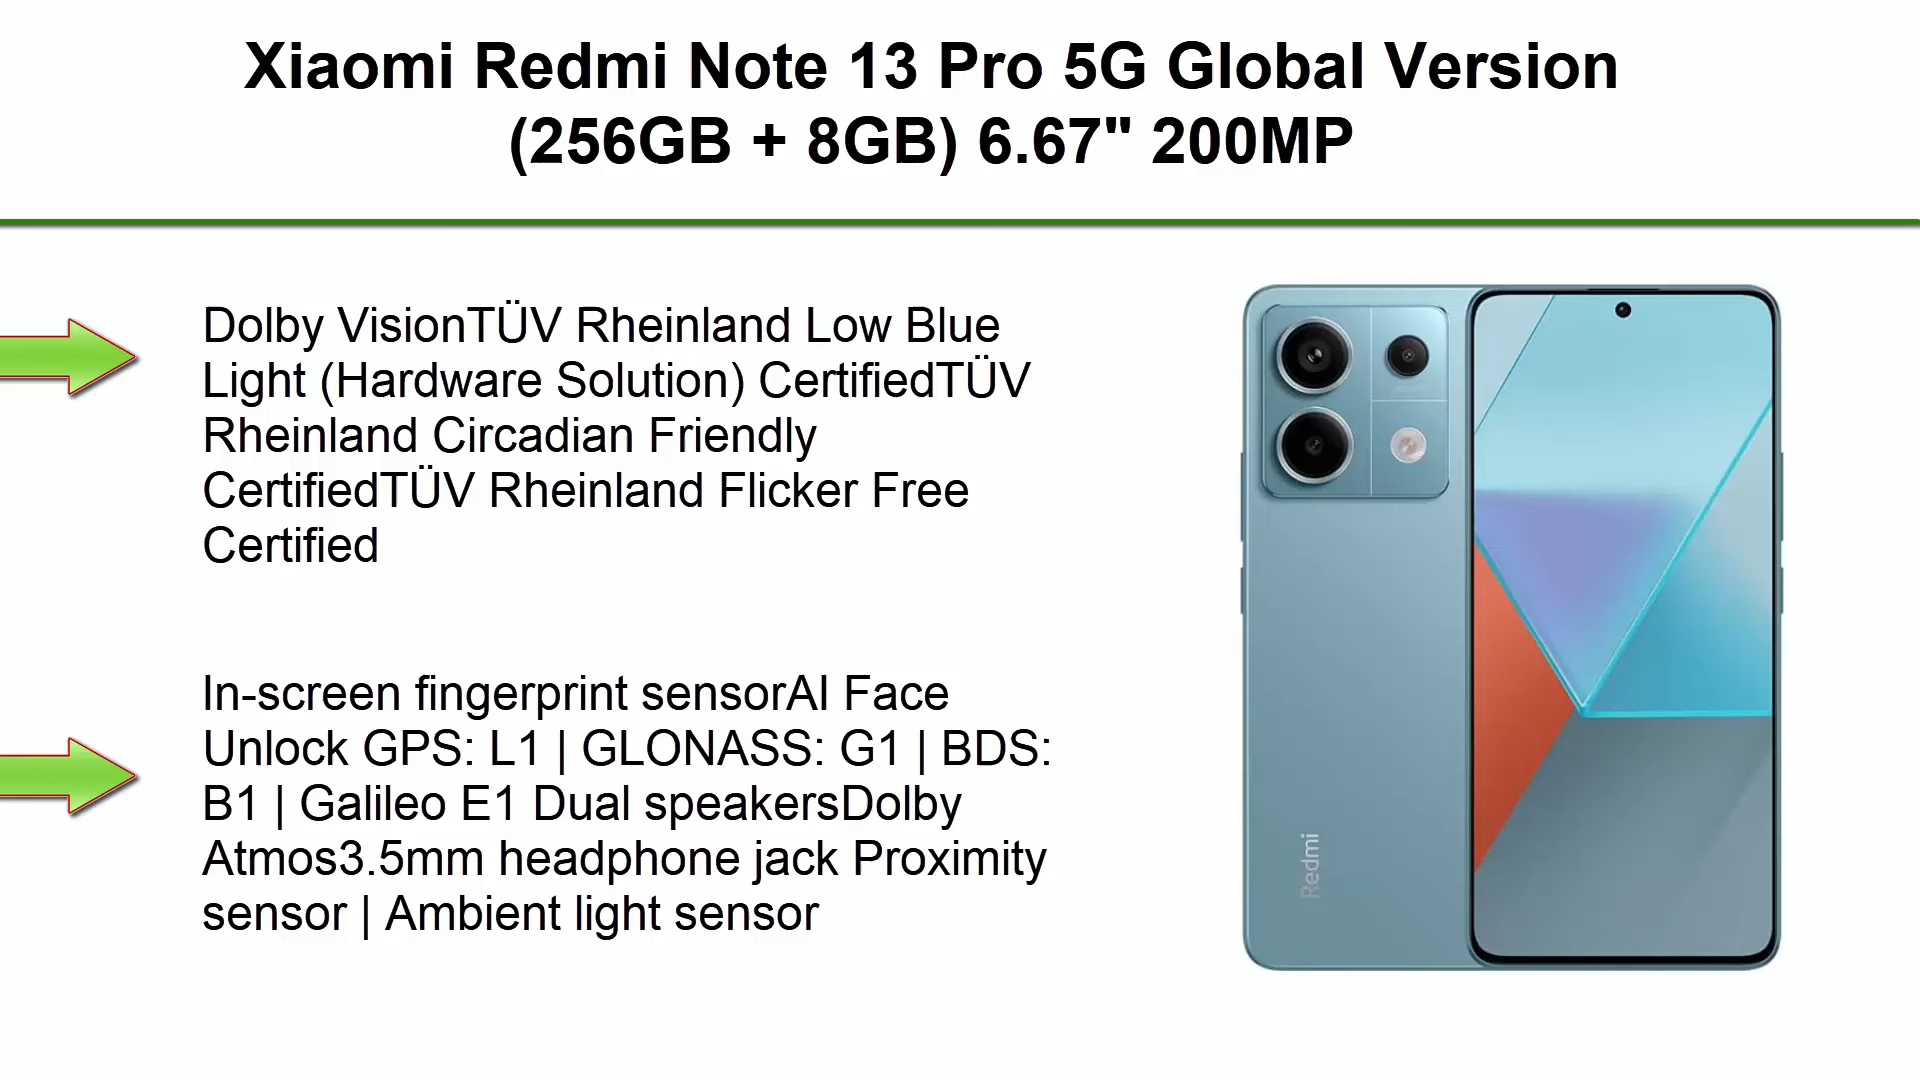 Xiaomi Redmi Note 13 Pro 5G Global Version
(256GB + 8GB) 6.67" 200MP
Dolby VisionTÜV Rheinland Low Blue
Light (Hardware Solution) CertifiedTÜV
Rheinland Circadian Friendly
CertifiedTÜV Rheinland Flicker Free
Certified
In-screen fingerprint sensorAI Face
Unlock GPS: L1 | GLONASS: G1 | BDS:
B1 | Galileo E1 Dual speakersDolby
Atmos3.5mm headphone jack Proximity
sensor | Ambient light sensor
Redmi